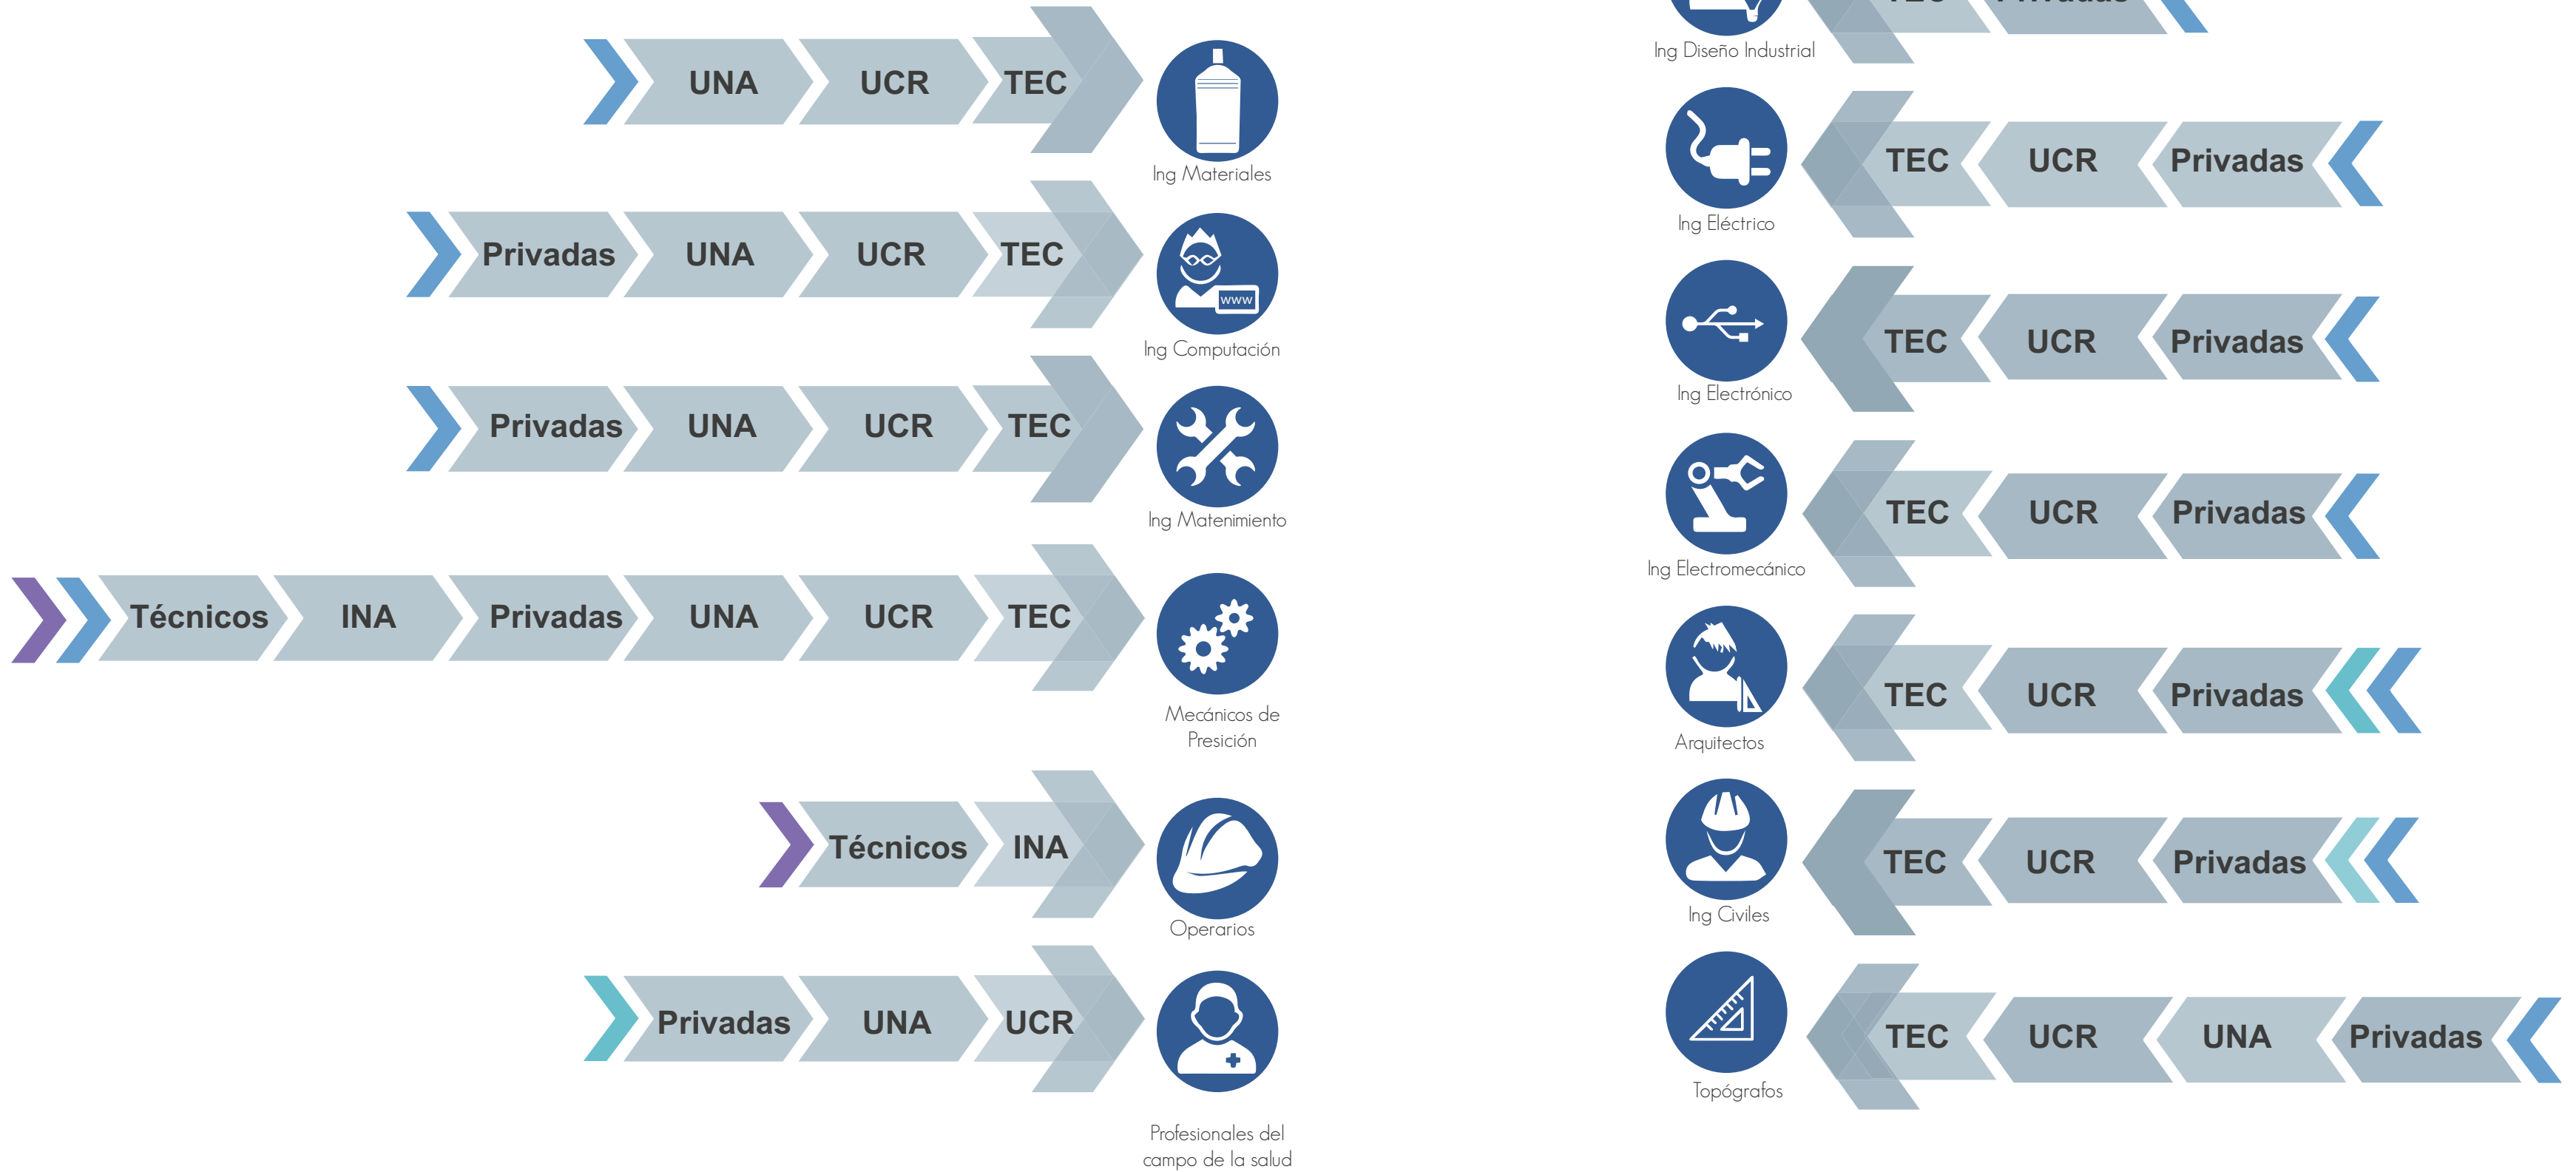 UNA UCR TEC
Ing Materiales
Privadas UNA UCR TEC
www
Ing Computación
Privadas UNA UCR TEC
Ing Matenimiento
Técnicos INA Privadas UNA UCR TEC
Mecánicos de
Presición
Técnicos INA
Operarios
Privadas UNA UCR
Profesionales del
campo de la salud
TEC Privadas
Ing Diseño Industrial
TEC UCR Privadas
Ing Eléctrico
TEC UCR Privadas
Ing Electrónico
TEC UCR Privadas
Ing Electromecánico
TEC UCR Privadas
Arquitectos
TEC UCR Privadas
Ing Civiles
TEC UCR UNA Privadas
Topógrafos